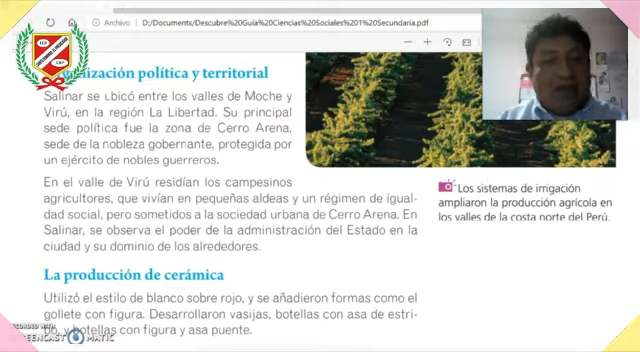 Archivo
D:/Documents/Descubre%20Guía%20Ciencias%20Sociales%201%20Secundaria.pdf
política y territorial
Salinar se ubicó entre los valles de Moche y
Virú, en la región La Libertad. Su principal
sede política fue la zona de Cerro Arena,
sede de la nobleza gobernante, protegida por
un ejército de nobles guerreros.
En el valle de Virú residían los campesinos
agricultores, que vivían en pequeñas aldeas y un régimen de igual-
dad social, pero sometidos a la sociedad urbana de Cerro Arena. En
Salinar, se observa el poder de la administración del Estado en la
ciudad y su dominio de los alrededores.
Los sistemas de irrigación
ampliaron la producción agrícola en
los valles de la costa norte del Perú.
La producción de cerámica
Utilizó el estilo de blanco sobre rojo, y se añadieron formas como el
gollete con figura. Desarrollaron vasijas, botellas con asa de estri-
bo, y botellas con figura y asa puente.
RECORDED WITH
SCREENCAST MATIC